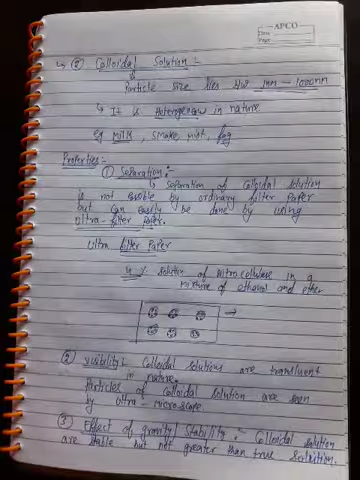 APCO
Date
Page
↳ (2) Colloidal Solution :-
Particle size lies b/w 1nm - 1000nm
↳ It is Heterogeneous in nature
eg Milk, smoke, mist, fog
Properties :-
(1) Separation :-
↳ separation of colloidal solution
is not possible by ordinary filter paper
but can easily be done by using
Ultra-filter paper.
Ultra filter Paper
4 % solution of nitrocellulose in a
mixture of ethanol and ether
(2) Visibility : Colloidal solutions are transluent
in nature.
Particles of colloidal solution are seen
by ultra-microscope
(3) Effect of gravity / stability :- Colloidal solution
are stable but not greater than true solution.